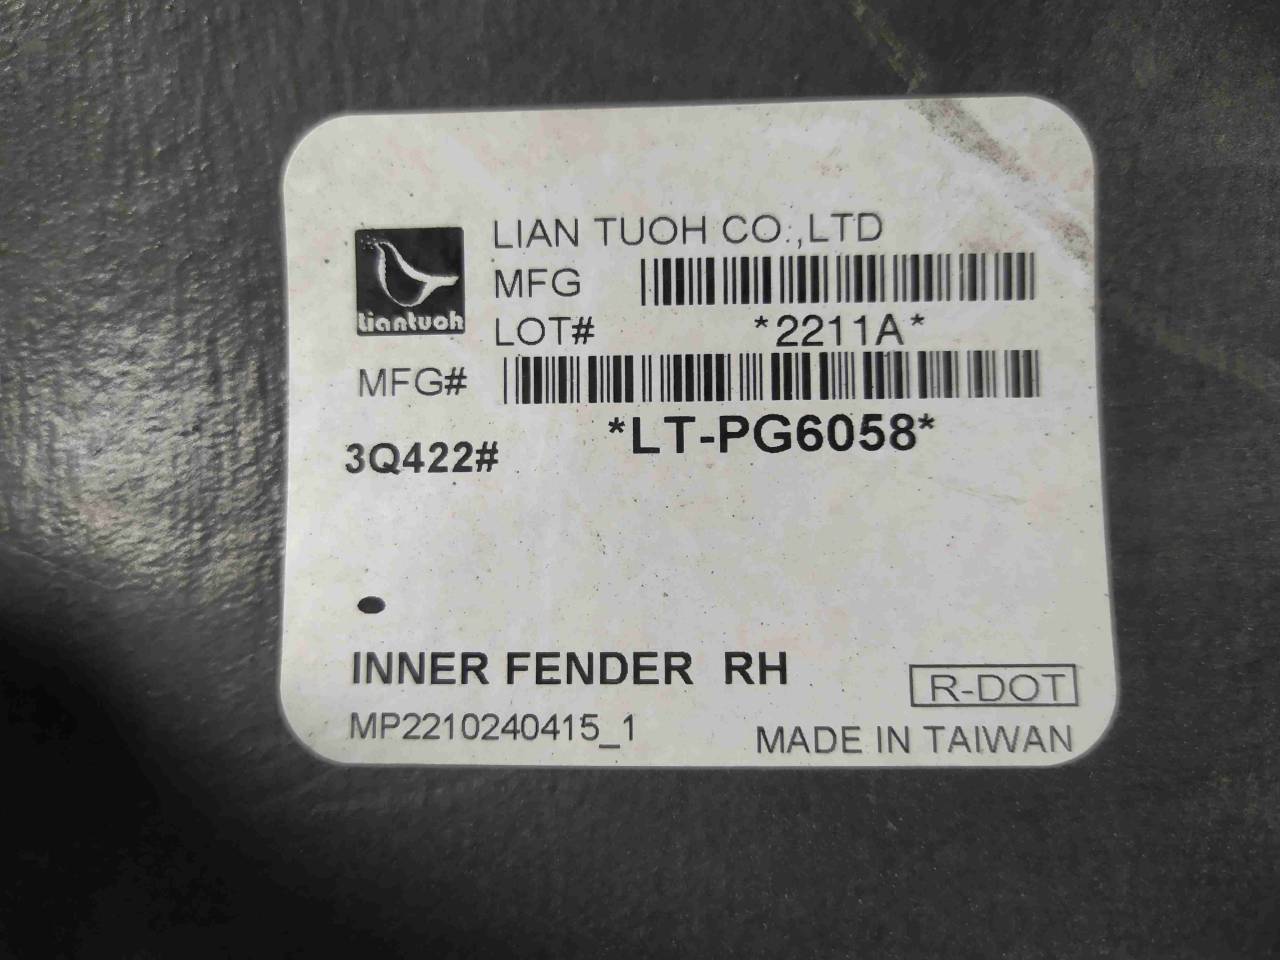 LIAN TUOH CO.,LTD
liantuoh
MFG
LOT#
*2211A*
MFG#
*LT-PG6058*
3Q422#
INNER FENDER RH
R-DOT
MP2210240415_1
MADE IN TAIWAN